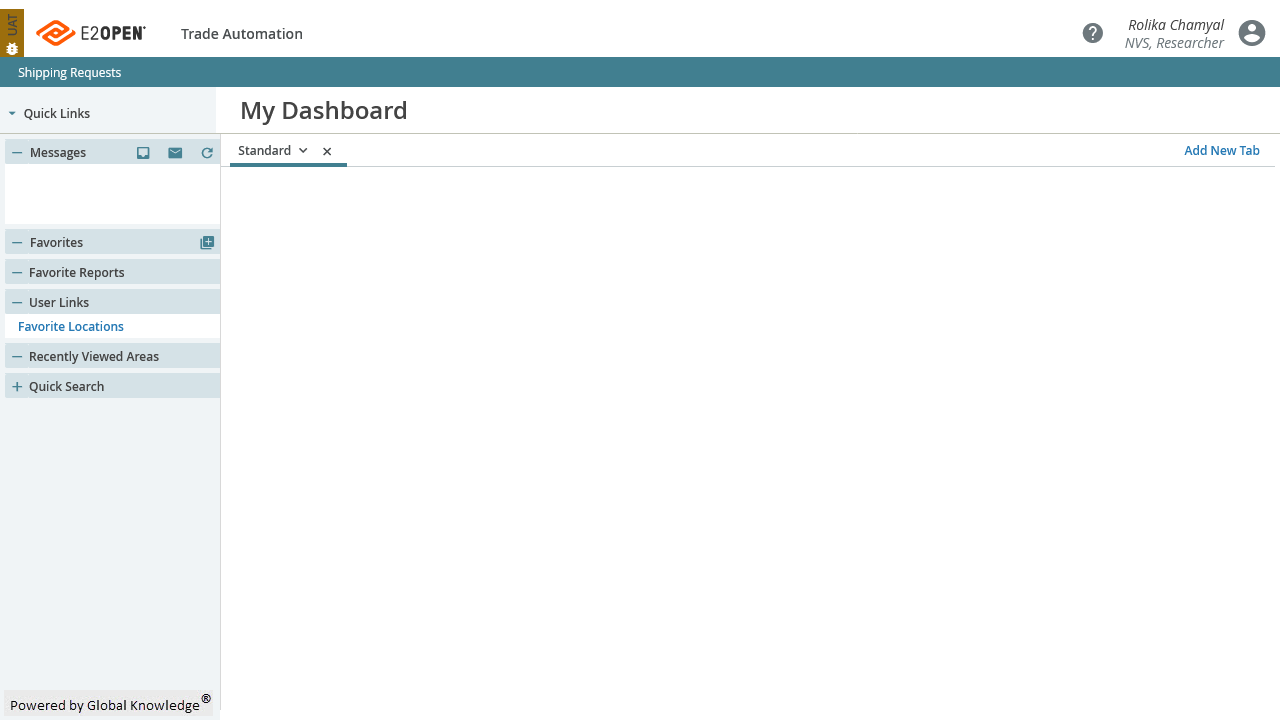 UAT
E2OPEN
Trade Automation
Rolika Chamyal
NVS, Researcher
Shipping Requests
Quick Links
My Dashboard
Messages
Standard
Add New Tab
Favorites
Favorite Reports
User Links
Favorite Locations
Recently Viewed Areas
Quick Search
Powered by Global Knowledge®